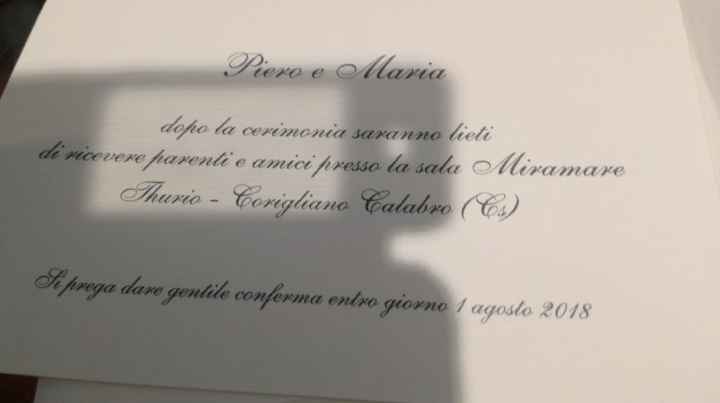 Piero e Maria
dopo la cerimonia saranno lieti
di ricevere parenti e amici presso la sala Miramare
Thurio - Corigliano Calabro (Cs)
Si prega dare gentile conferma entro giorno 1 agosto 2018